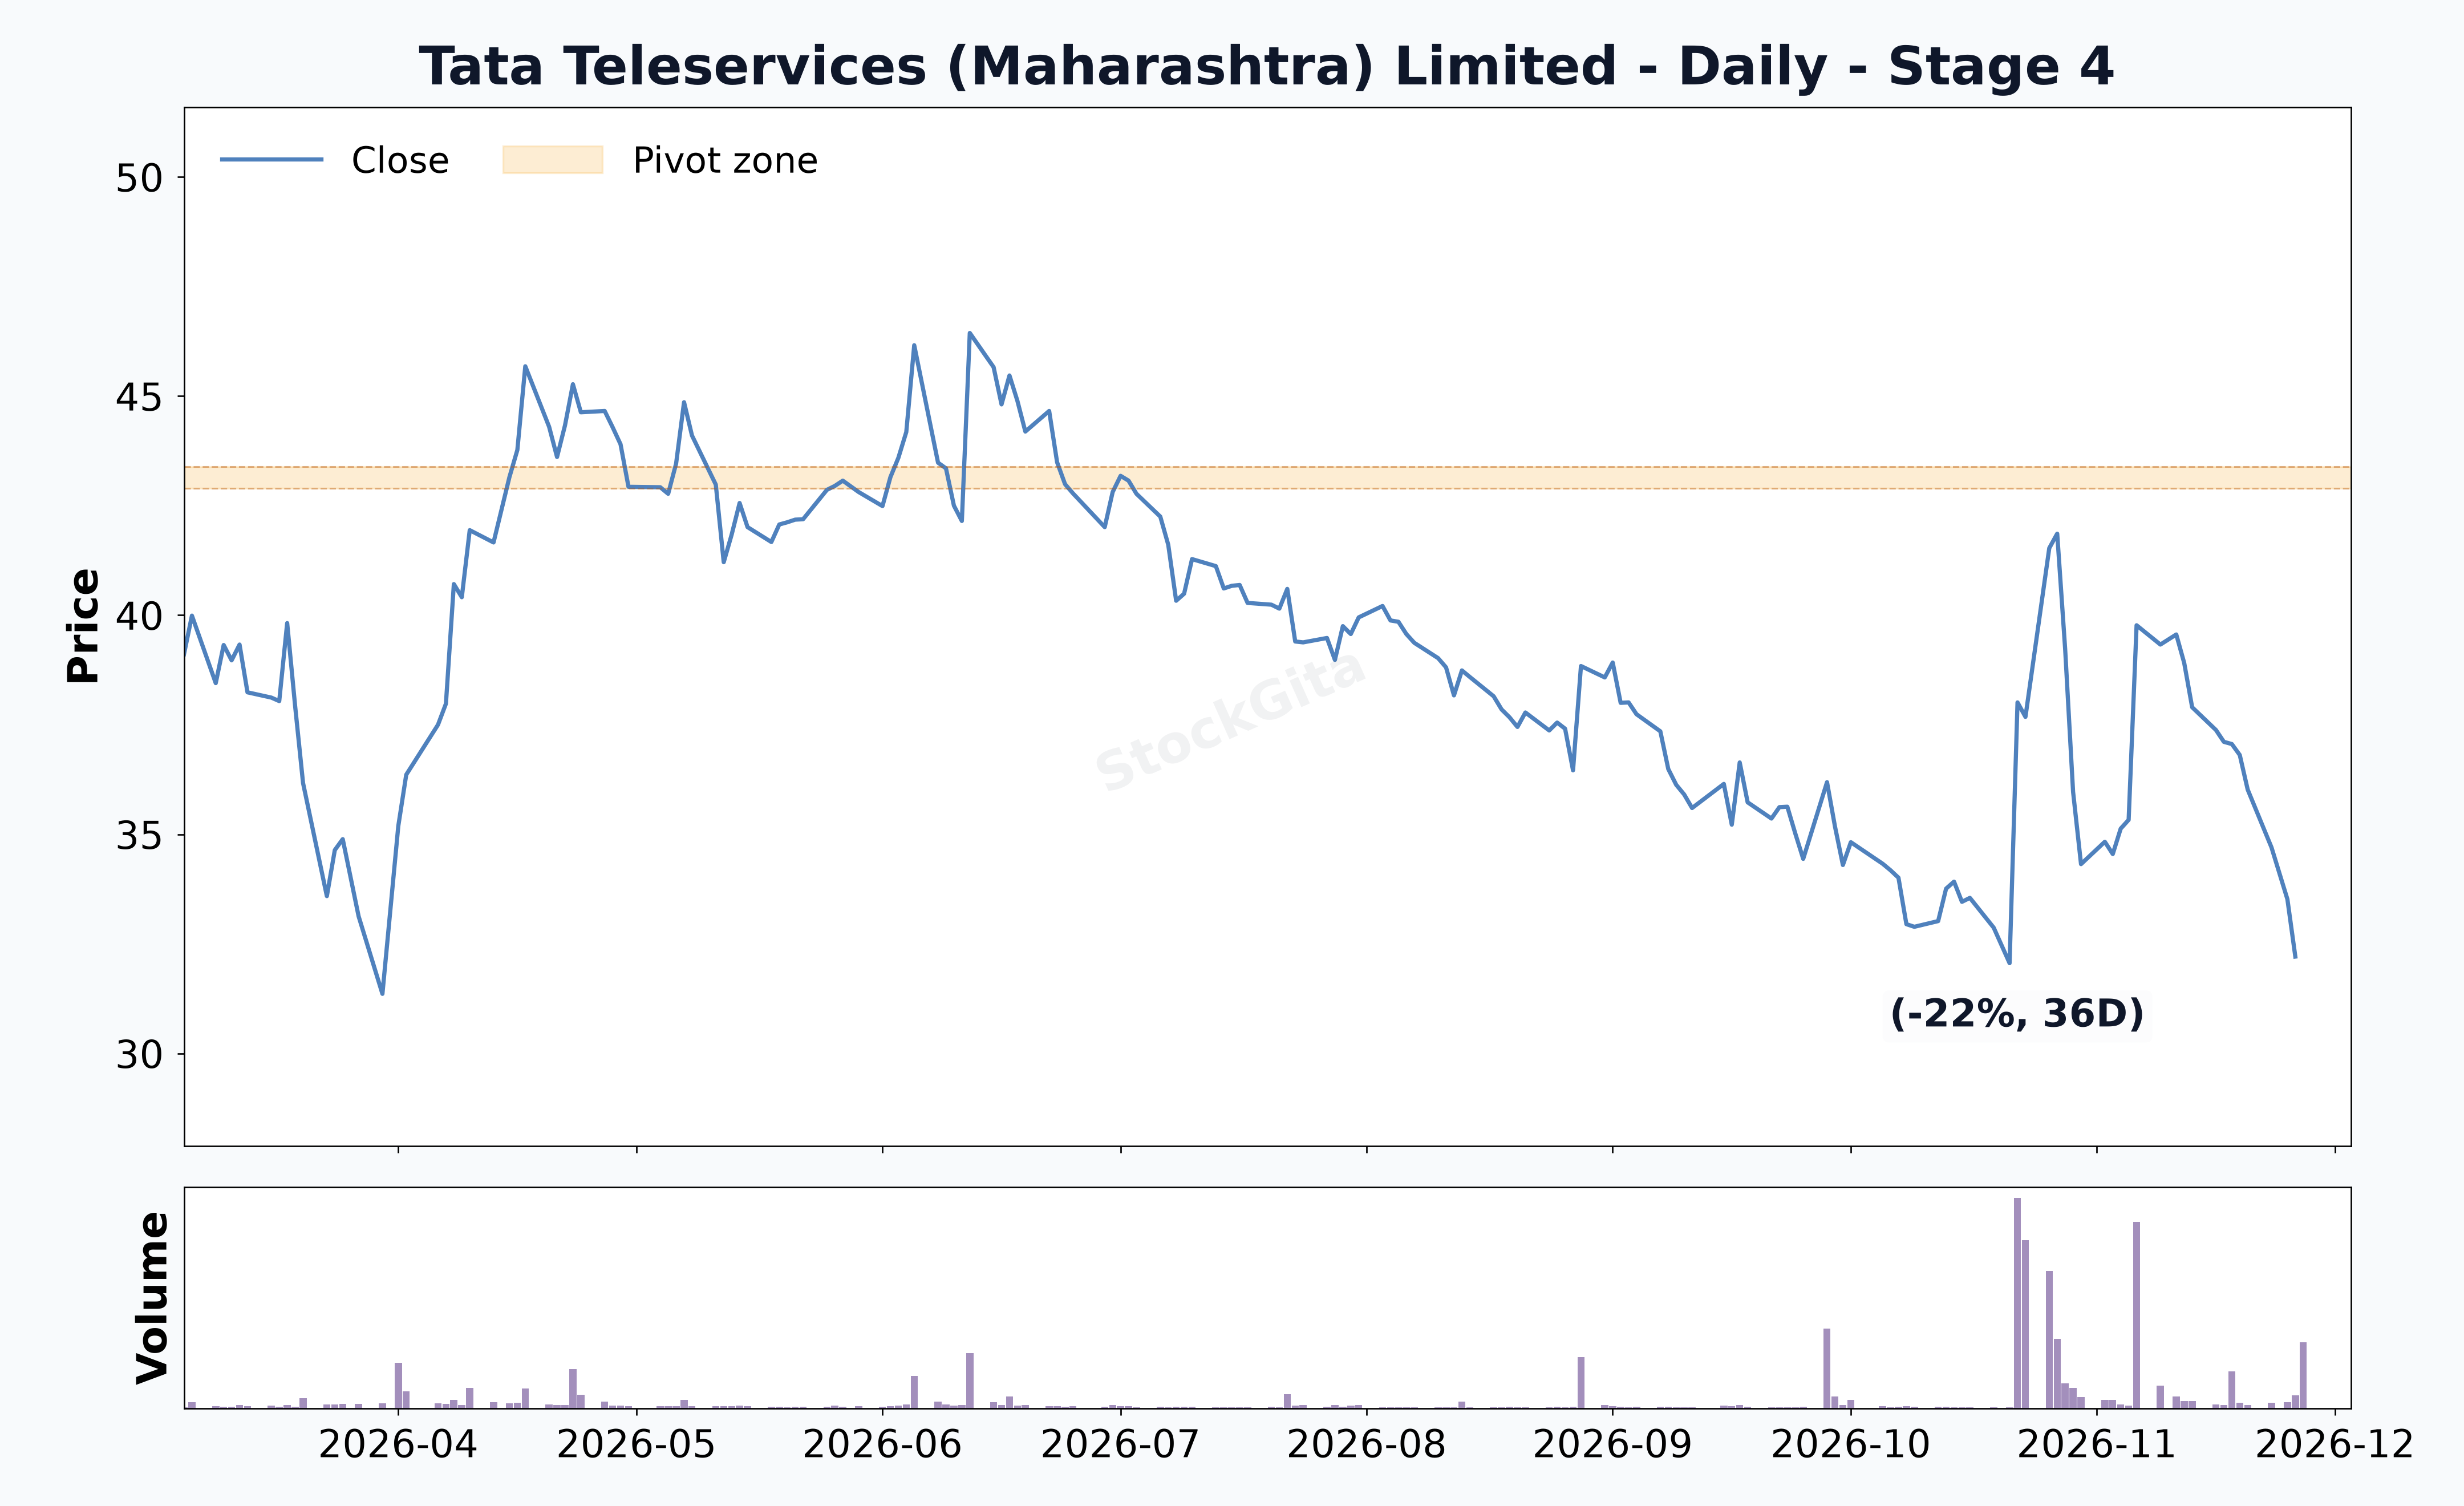 Tata Teleservices (Maharashtra) Limited - Daily - Stage 4
Close
Pivot zone
50
45
40
35
30
Price
StockGita
(-22%, 36D)
Volume
2026-04
2026-05
2026-06
2026-07
2026-08
2026-09
2026-10
2026-11
2026-12